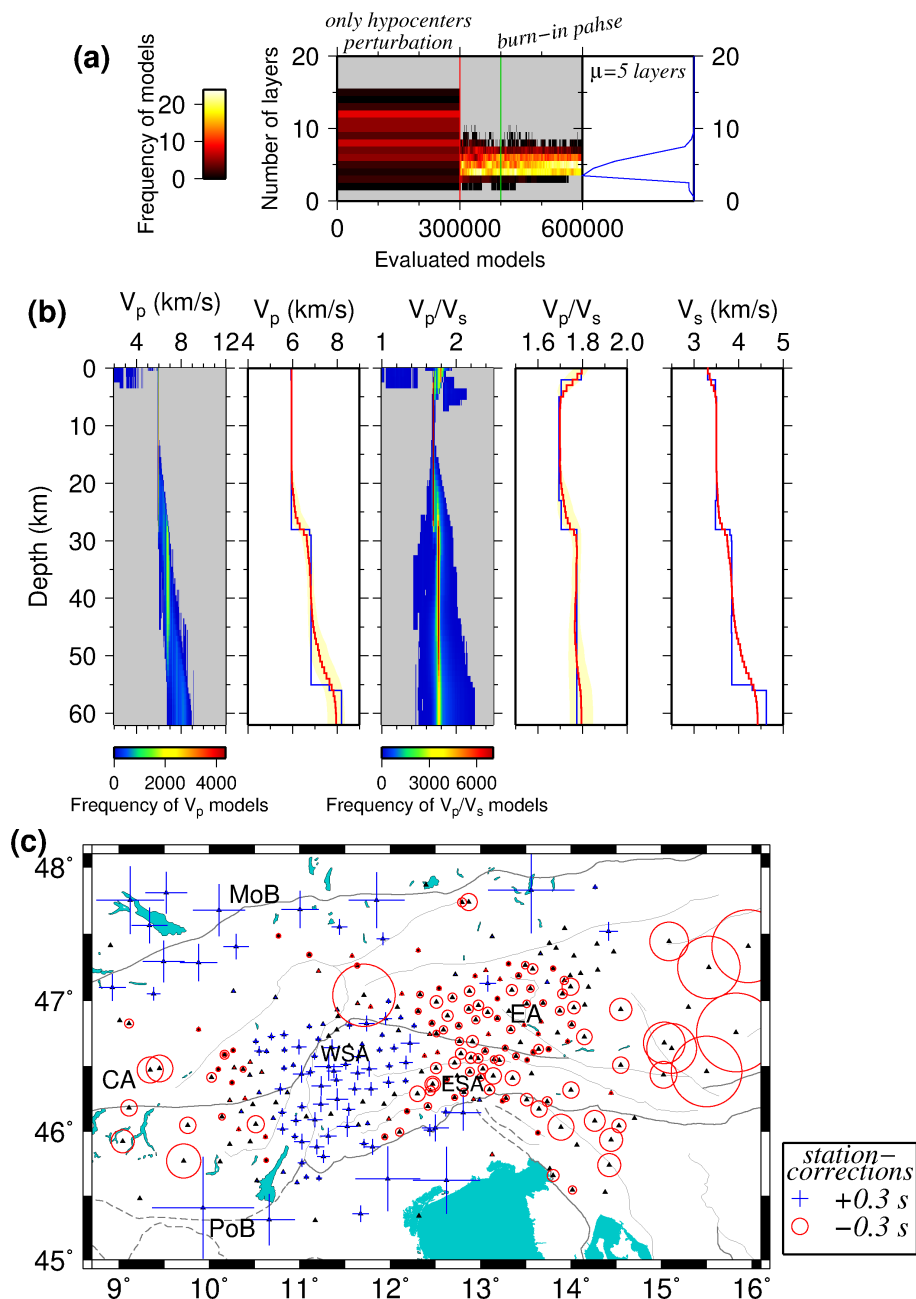 (a)
only hypocenters
perturbation
burn-in pahse
Frequency of models
20
10
0
Number of layers
20
10
0
μ=5 layers
20
10
0
0 300000 600000
Evaluated models
(b)
Vp (km/s)
4 8 12
Vp (km/s)
4 6 8
Vp/Vs
1 2
Vp/Vs
1.6 1.8 2.0
Vs (km/s)
3 4 5
Depth (km)
0
10
20
30
40
50
60
0 2000 4000
Frequency of Vp models
0 3000 6000
Frequency of Vp/Vs models
(c)
48°
47°
46°
45°
MoB
EA
WSA
ESA
CA
PoB
9° 10° 11° 12° 13° 14° 15° 16°
station-
corrections
+0.3 s
-0.3 s